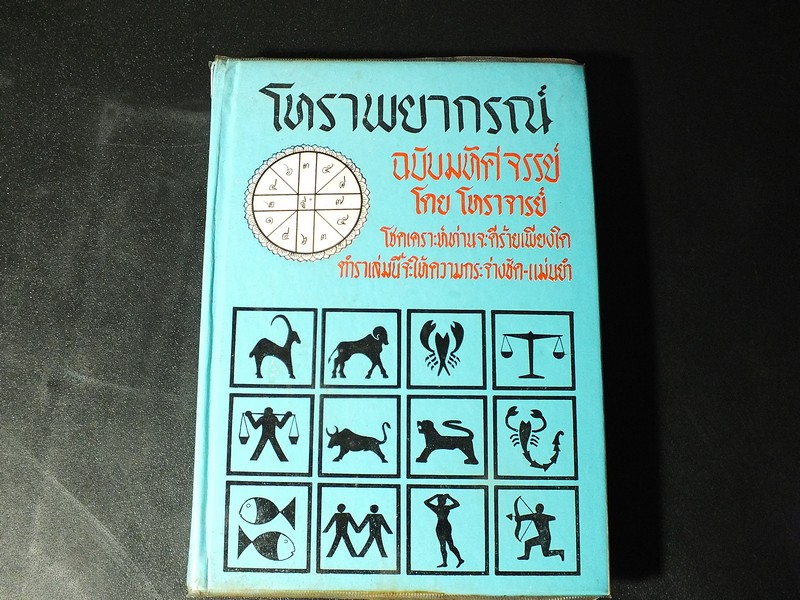 โหราพยากรณ์
ฉบับมหัศจรรย์
โดย โหราจารย์
โชคเคราะห์ท่านจะดีร้ายเพียงใด
ตำราเล่มนี้จะให้ความกระจ่างชัด-แม่นยำ